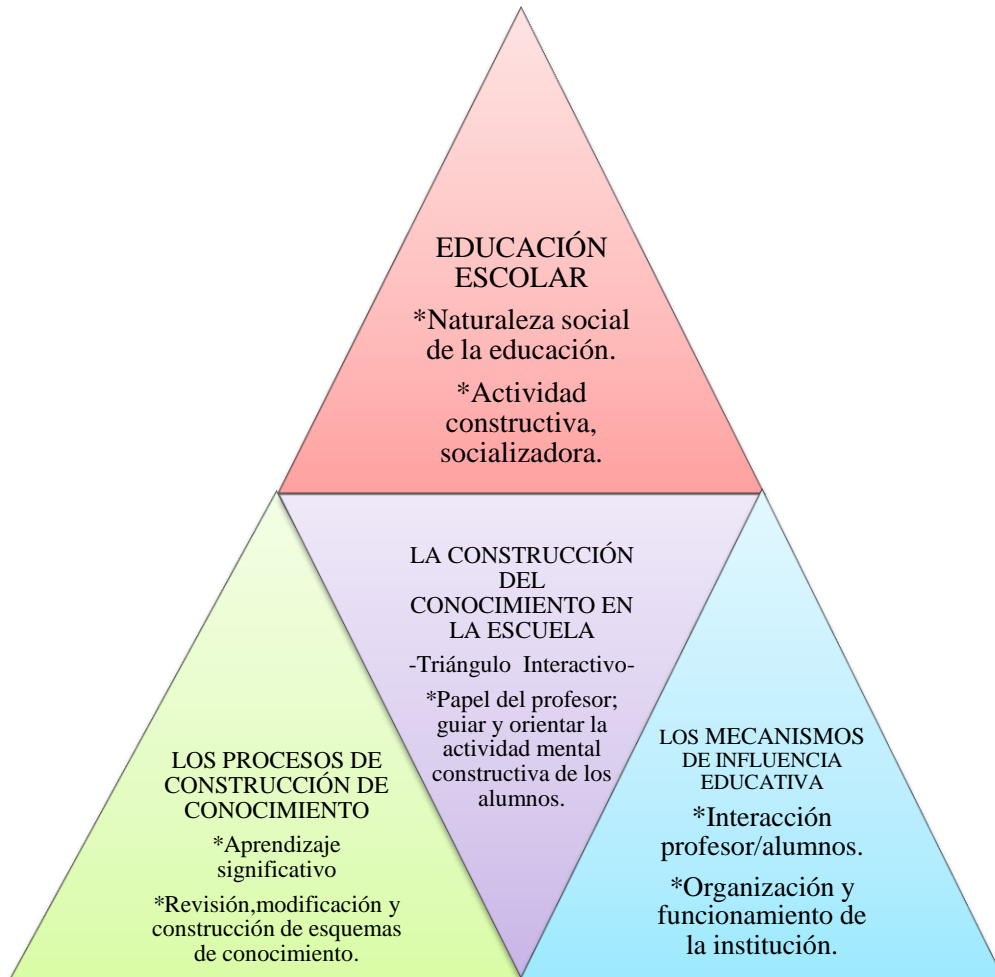 EDUCACIÓN
ESCOLAR
*Naturaleza social
de la educación.
*Actividad
constructiva,
socializadora.
LA CONSTRUCCIÓN
DEL
CONOCIMIENTO EN
LA ESCUELA
-Triángulo Interactivo-
*Papel del profesor;
guiar y orientar la
actividad mental
constructiva de los
alumnos.
LOS PROCESOS DE
CONSTRUCCIÓN DE
CONOCIMIENTO
*Aprendizaje
significativo
*Revisión,modificación y
construcción de esquemas
de conocimiento.
LOS MECANISMOS
DE INFLUENCIA
EDUCATIVA
*Interacción
profesor/alumnos.
*Organización y
funcionamiento de
la institución.